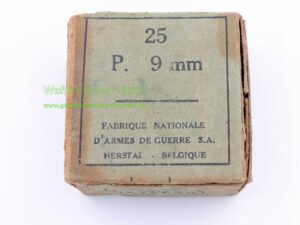 25
P. 9 mm
FABRIQUE NATIONALE
D'ARMES DE GUERRE S.A.
HERSTAL - BELGIQUE